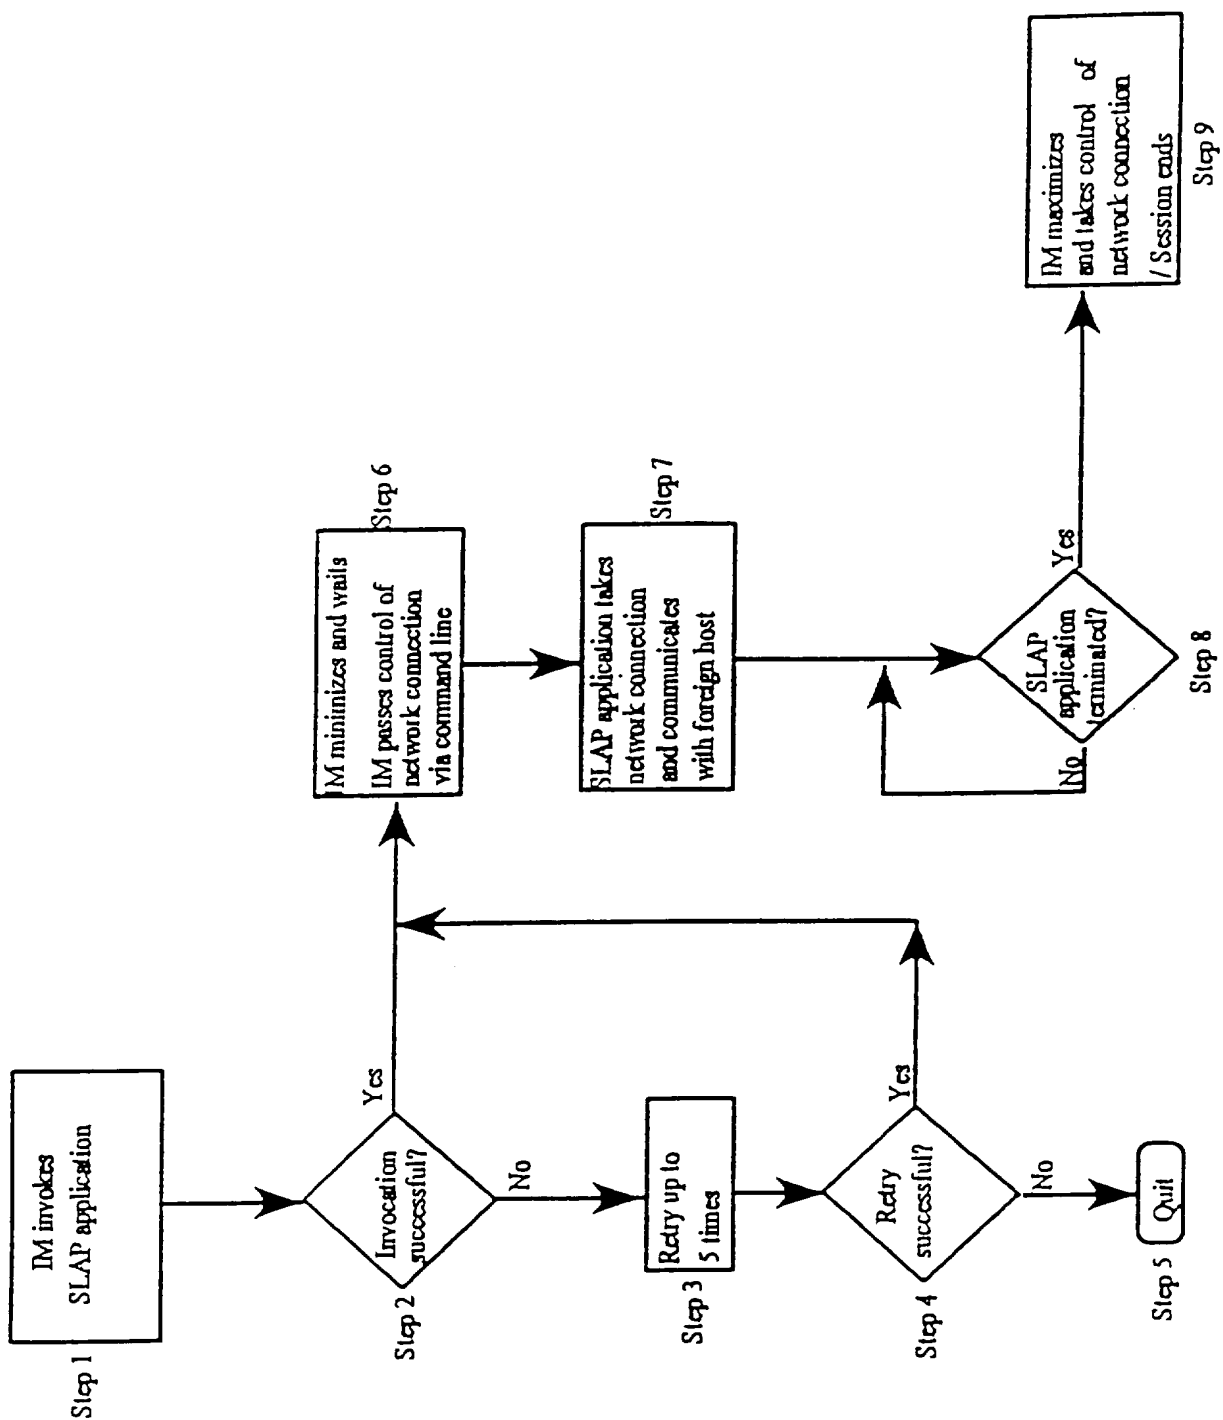 Step 1
IM invokes
SLAP application
Step 2
Invocation
successful?
Yes
No
Step 3
Retry up to
5 times
Step 4
Retry
successful?
Yes
No
Step 5
Quit
IM minimizes and waits
IM passes control of
network connection
via command line
Step 6
SLAP application takes
network connection
and communicates
with foreign host
Step 7
SLAP
application
terminated?
No
Yes
Step 8
IM maximizes
and takes control of
network connection
/ Session ends
Step 9